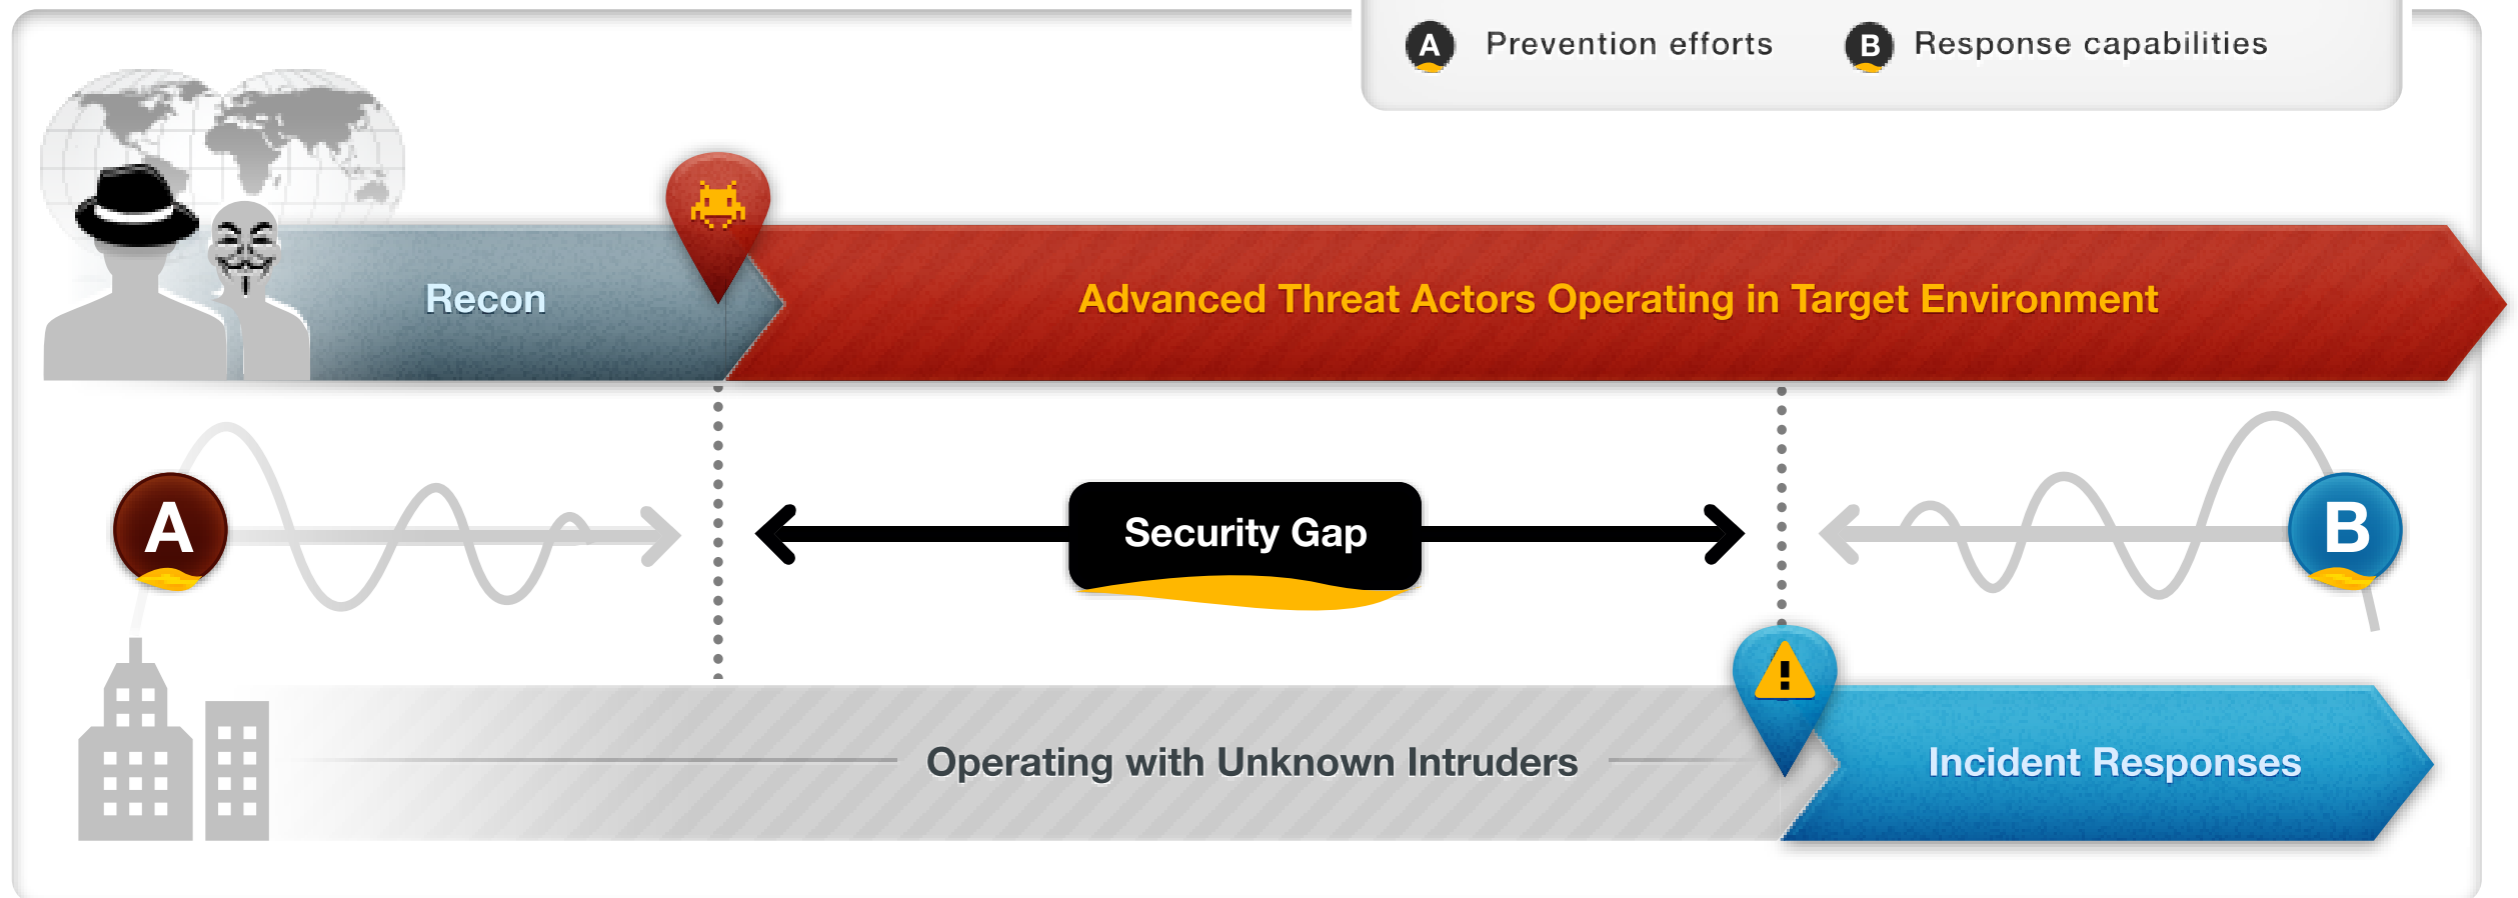 A Prevention efforts B Response capabilities
Recon Advanced Threat Actors Operating in Target Environment
A Security Gap B
Operating with Unknown Intruders Incident Responses